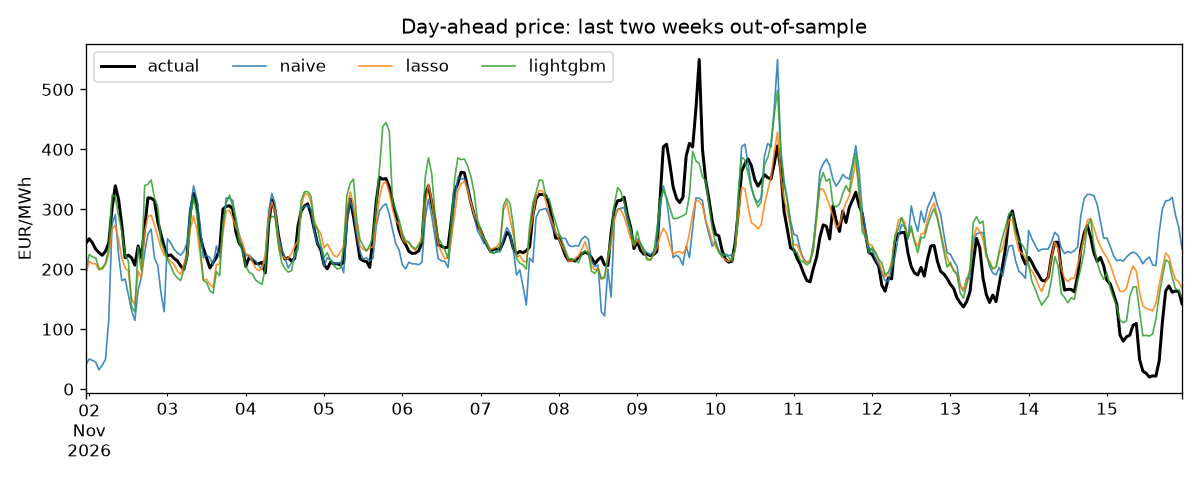 Day-ahead price: last two weeks out-of-sample
actual naive lasso lightgbm
EUR/MWh
500
400
300
200
100
0
02 03 04 05 06 07 08 09 10 11 12 13 14 15
Nov
2026